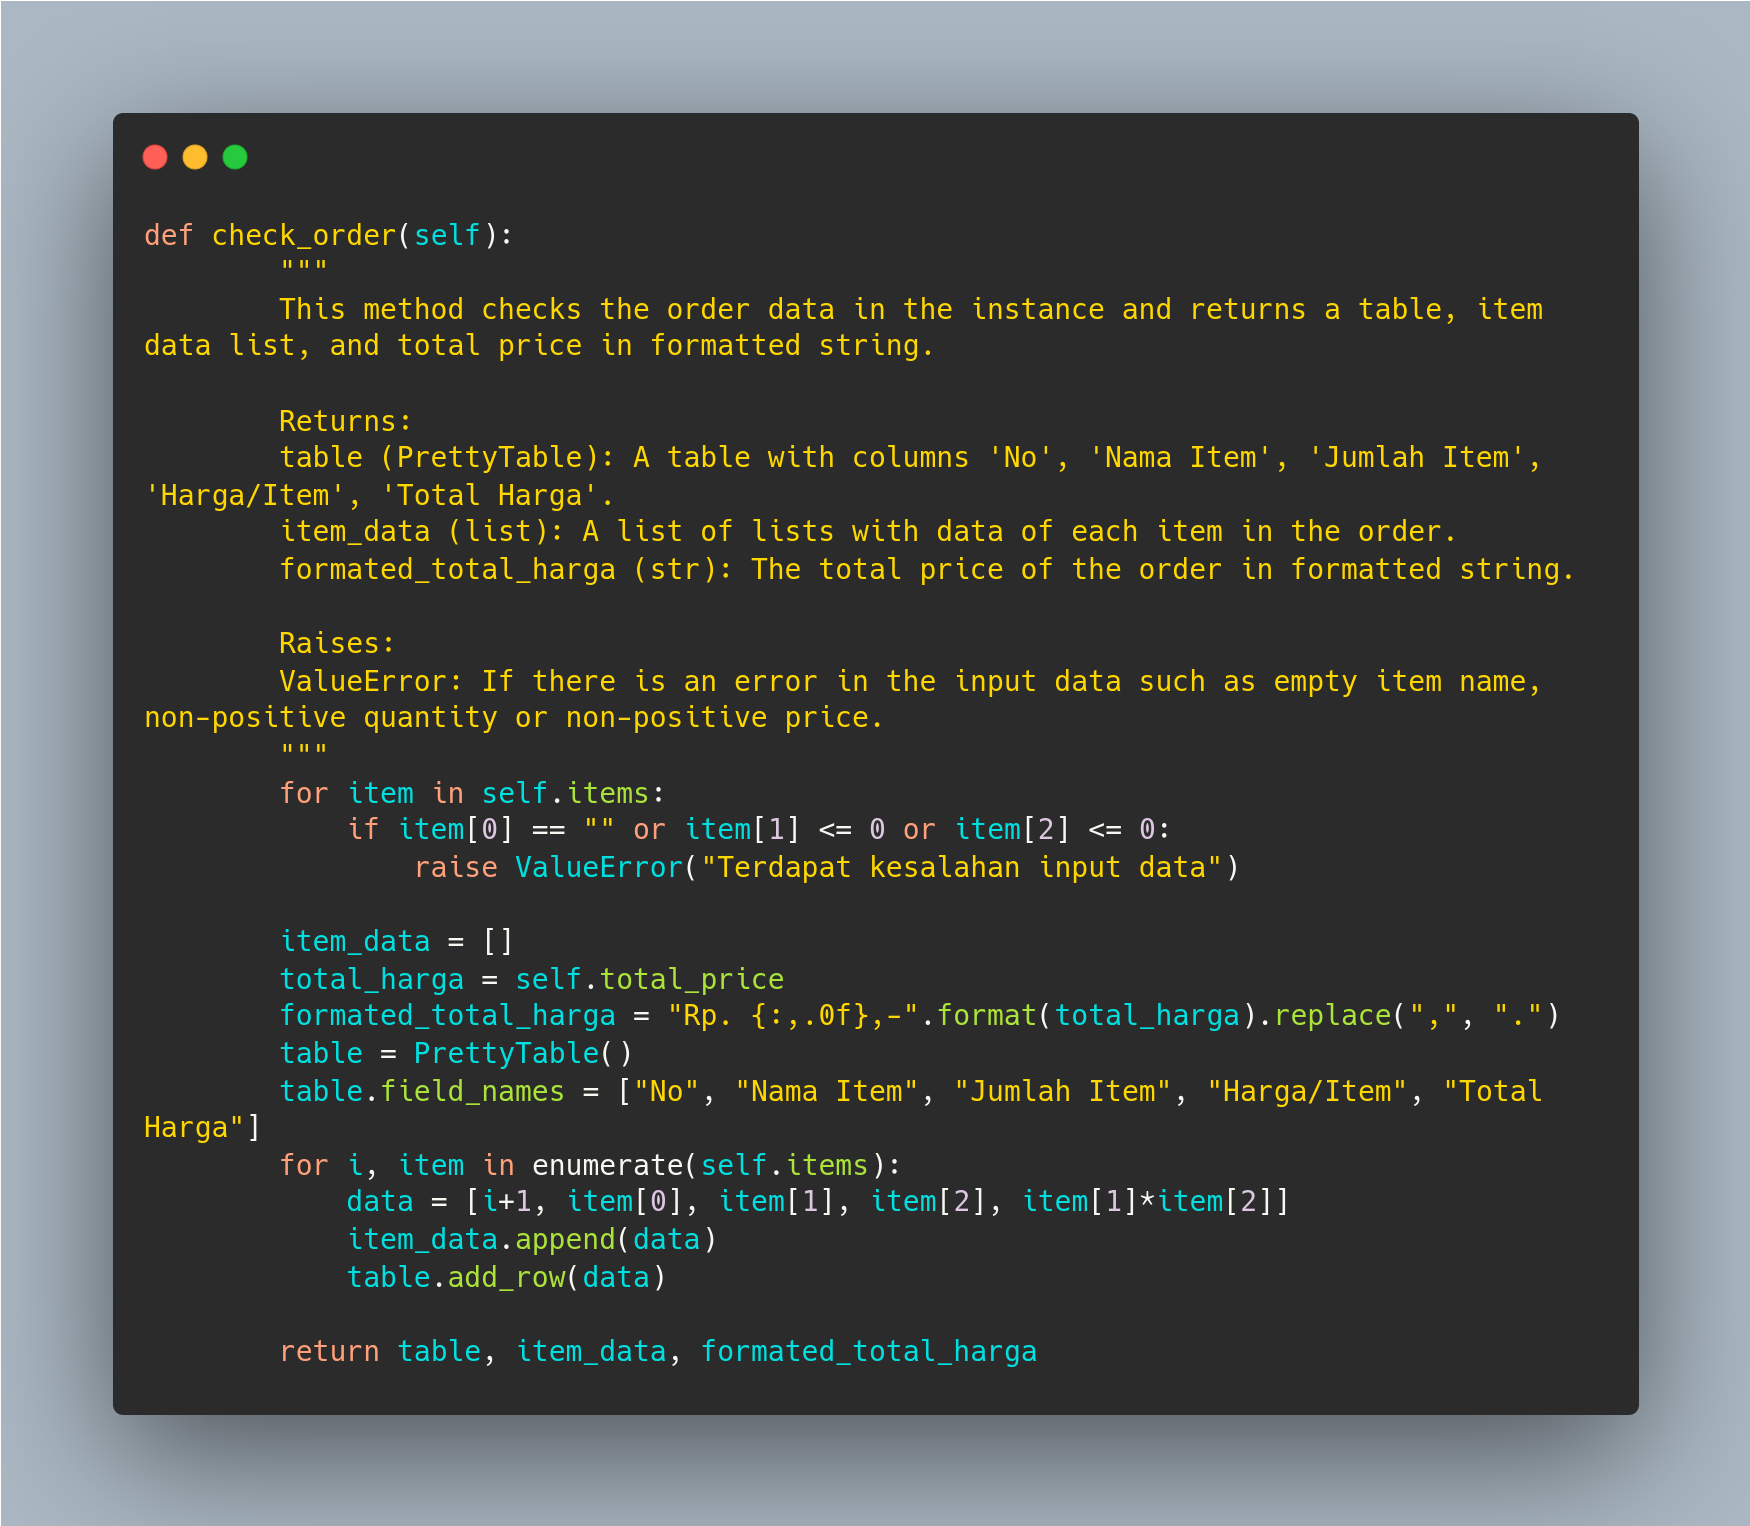 def check_order(self):
        """
        This method checks the order data in the instance and returns a table, item
data list, and total price in formatted string.

        Returns:
        table (PrettyTable): A table with columns 'No', 'Nama Item', 'Jumlah Item',
'Harga/Item', 'Total Harga'.
        item_data (list): A list of lists with data of each item in the order.
        formated_total_harga (str): The total price of the order in formatted string.

        Raises:
        ValueError: If there is an error in the input data such as empty item name,
non-positive quantity or non-positive price.
        """
        for item in self.items:
            if item[0] == "" or item[1] <= 0 or item[2] <= 0:
                raise ValueError("Terdapat kesalahan input data")

        item_data = []
        total_harga = self.total_price
        formated_total_harga = "Rp. {:,.0f},-".format(total_harga).replace(",", ".")
        table = PrettyTable()
        table.field_names = ["No", "Nama Item", "Jumlah Item", "Harga/Item", "Total
Harga"]
        for i, item in enumerate(self.items):
            data = [i+1, item[0], item[1], item[2], item[1]*item[2]]
            item_data.append(data)
            table.add_row(data)

        return table, item_data, formated_total_harga